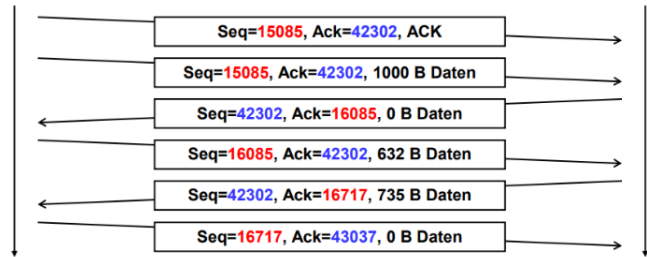 Seq=15085, Ack=42302, ACK
Seq=15085, Ack=42302, 1000 B Daten
Seq=42302, Ack=16085, 0 B Daten
Seq=16085, Ack=42302, 632 B Daten
Seq=42302, Ack=16717, 735 B Daten
Seq=16717, Ack=43037, 0 B Daten